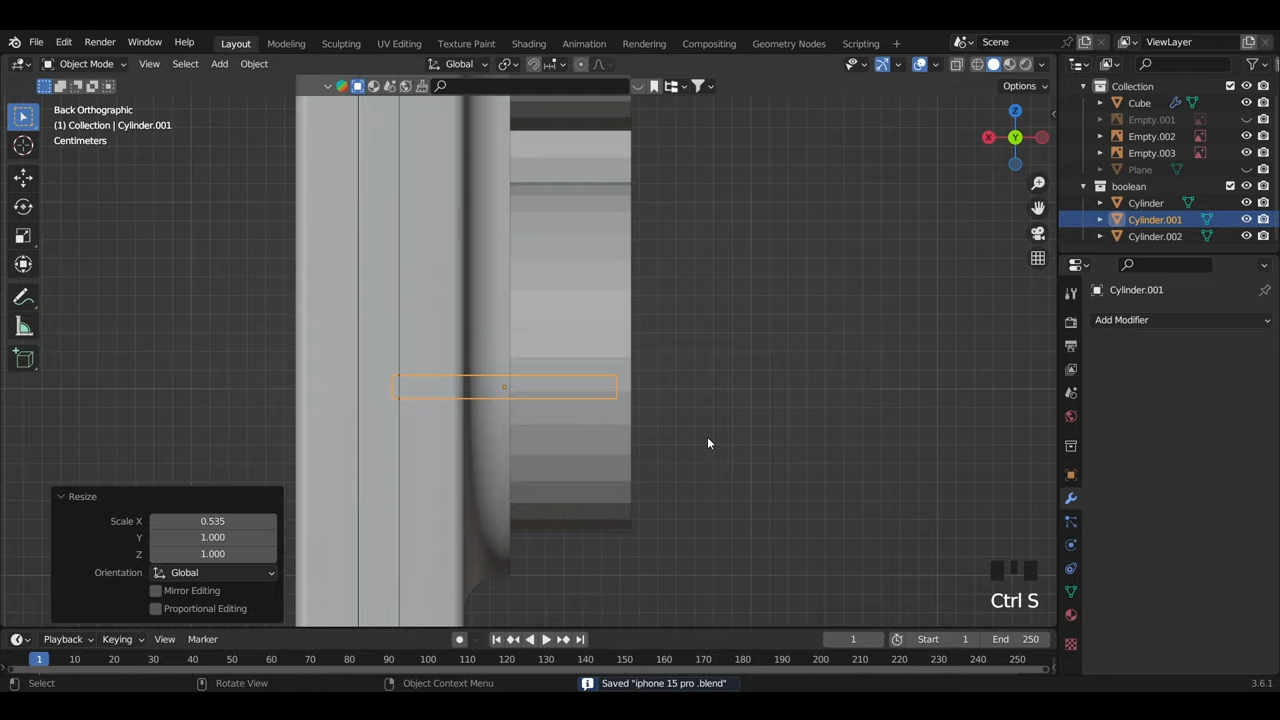 File Edit Render Window Help Layout Modeling Sculpting UV Editing Texture Paint Shading Animation Rendering Compositing Geometry Nodes Scripting + Scene ViewLayer
Object Mode View Select Add Object Global
Options
Back Orthographic
(1) Collection | Cylinder.001
Centimeters
Z
X
Y
Collection
Cube
Empty.001
Empty.002
Empty.003
Plane
boolean
Cylinder
Cylinder.001
Cylinder.002
Cylinder.001
Add Modifier
Resize
Scale X 0.535
Y 1.000
Z 1.000
Orientation Global
Mirror Editing
Proportional Editing
Ctrl S
Playback Keying View Marker 1 Start 1 End 250
1 10 20 30 40 50 60 70 80 90 100 110 120 130 140 150 160 170 180 190 200 210 220 230 240 250
Select Rotate View Object Context Menu Saved "iphone 15 pro .blend" 3.6.1